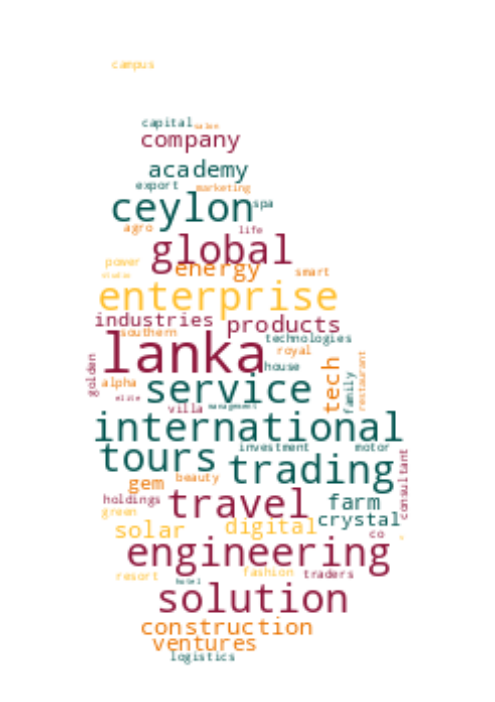 campus
capital salon
company
academy
export marketing
ceylon spa
agro life
global
power energy smart
studio
enterprise
industries products
southern technologies
lanka royal
golden house
alpha service tech family restaurant
elite villa management
international
tours investment motor
trading consultant
gem beauty
holdings travel farm
green crystal
solar digital co
engineering
resort hotel fashion traders
solution
construction
ventures
logistics